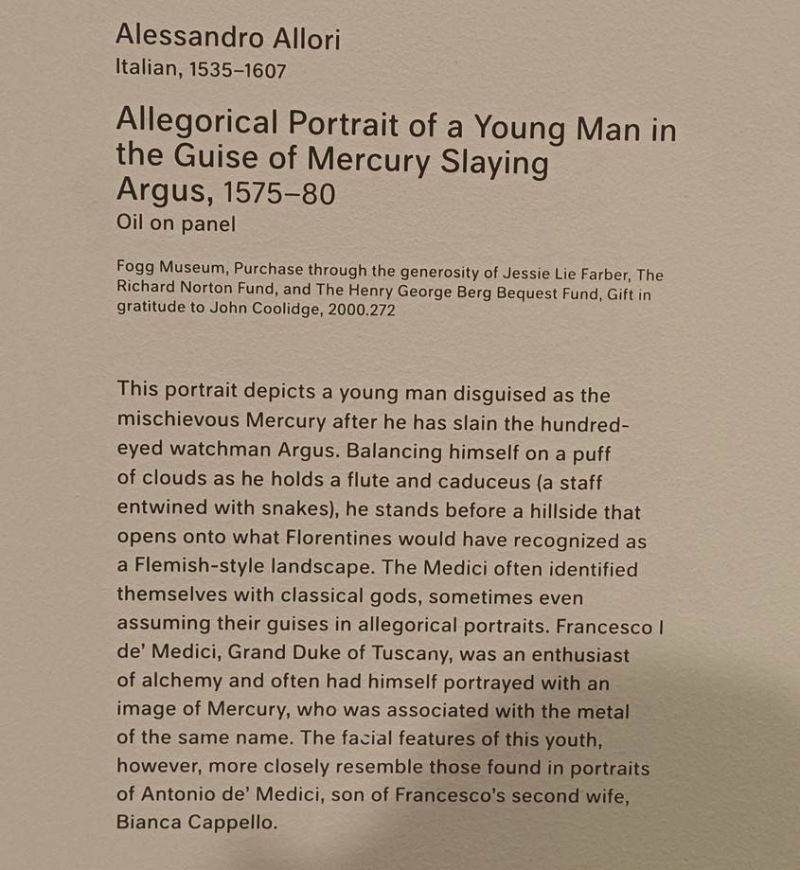 Alessandro Allori
Italian, 1535–1607
Allegorical Portrait of a Young Man in
the Guise of Mercury Slaying
Argus, 1575–80
Oil on panel
Fogg Museum, Purchase through the generosity of Jessie Lie Farber, The
Richard Norton Fund, and The Henry George Berg Bequest Fund, Gift in
gratitude to John Coolidge, 2000.272
This portrait depicts a young man disguised as the
mischievous Mercury after he has slain the hundred-
eyed watchman Argus. Balancing himself on a puff
of clouds as he holds a flute and caduceus (a staff
entwined with snakes), he stands before a hillside that
opens onto what Florentines would have recognized as
a Flemish-style landscape. The Medici often identified
themselves with classical gods, sometimes even
assuming their guises in allegorical portraits. Francesco I
de’ Medici, Grand Duke of Tuscany, was an enthusiast
of alchemy and often had himself portrayed with an
image of Mercury, who was associated with the metal
of the same name. The facial features of this youth,
however, more closely resemble those found in portraits
of Antonio de’ Medici, son of Francesco’s second wife,
Bianca Cappello.